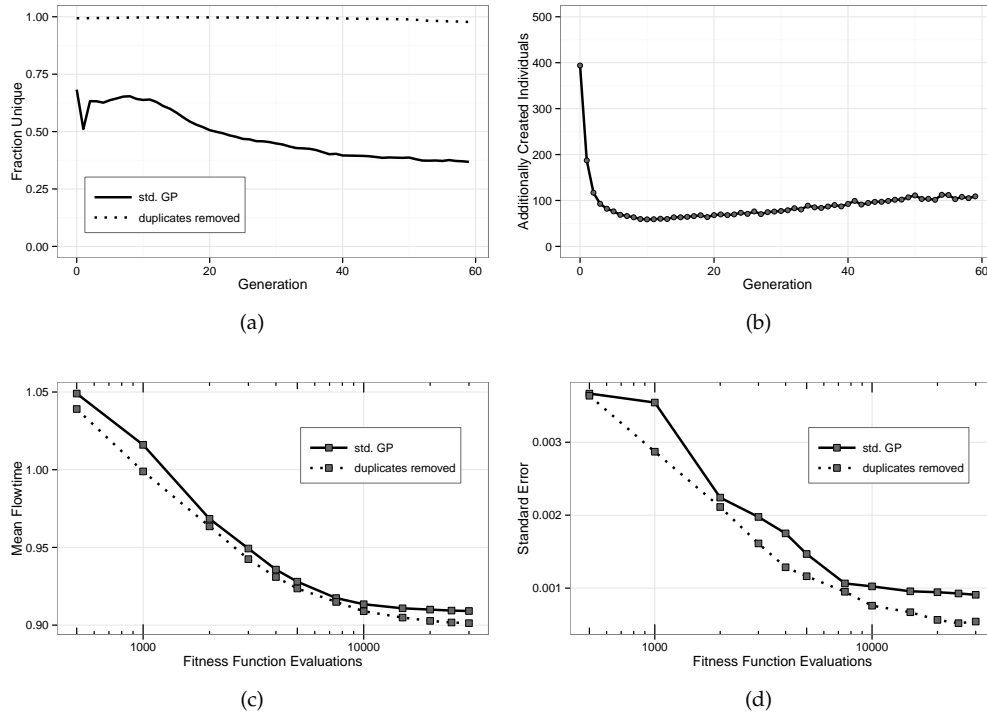 1.00
0.75
0.50
0.25
0.00
Fraction Unique
std. GP
duplicates removed
0 20 40 60
Generation
(a)
500
400
300
200
100
0
Additionally Created Individuals
0 20 40 60
Generation
(b)
1.05
1.00
0.95
0.90
Mean Flowtime
std. GP
duplicates removed
1000 10000
Fitness Function Evaluations
(c)
0.003
0.002
0.001
Standard Error
std. GP
duplicates removed
1000 10000
Fitness Function Evaluations
(d)